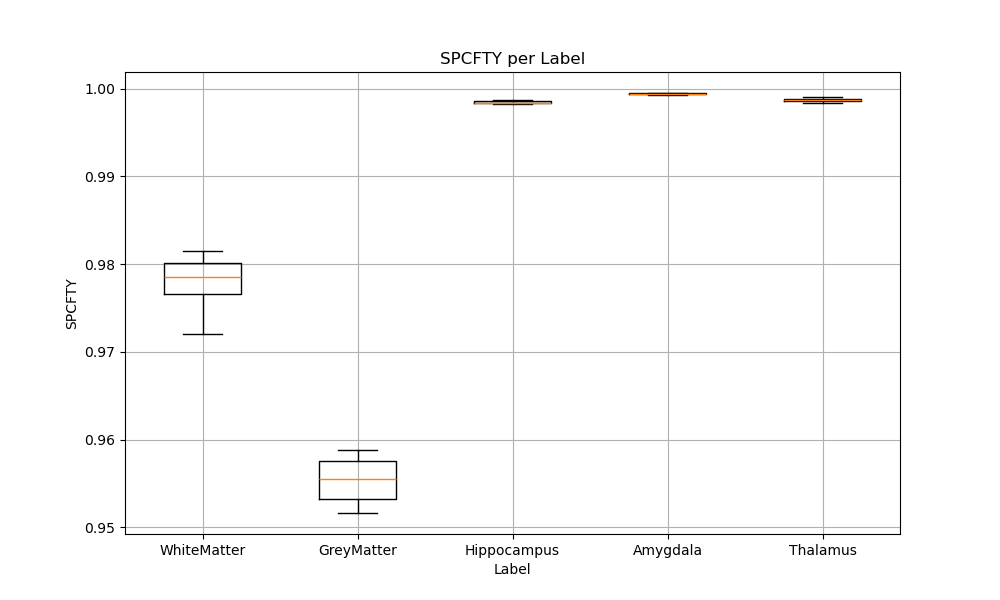 SPCFTY per Label
1.00
0.99
0.98
0.97
0.96
0.95
SPCFTY
WhiteMatter GreyMatter Hippocampus Amygdala Thalamus
Label